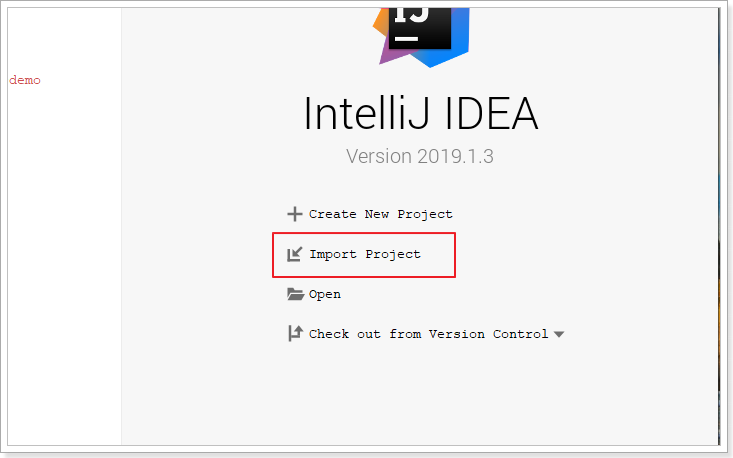 IJ
demo
IntelliJ IDEA
Version 2019.1.3
Create New Project
Import Project
Open
Check out from Version Control